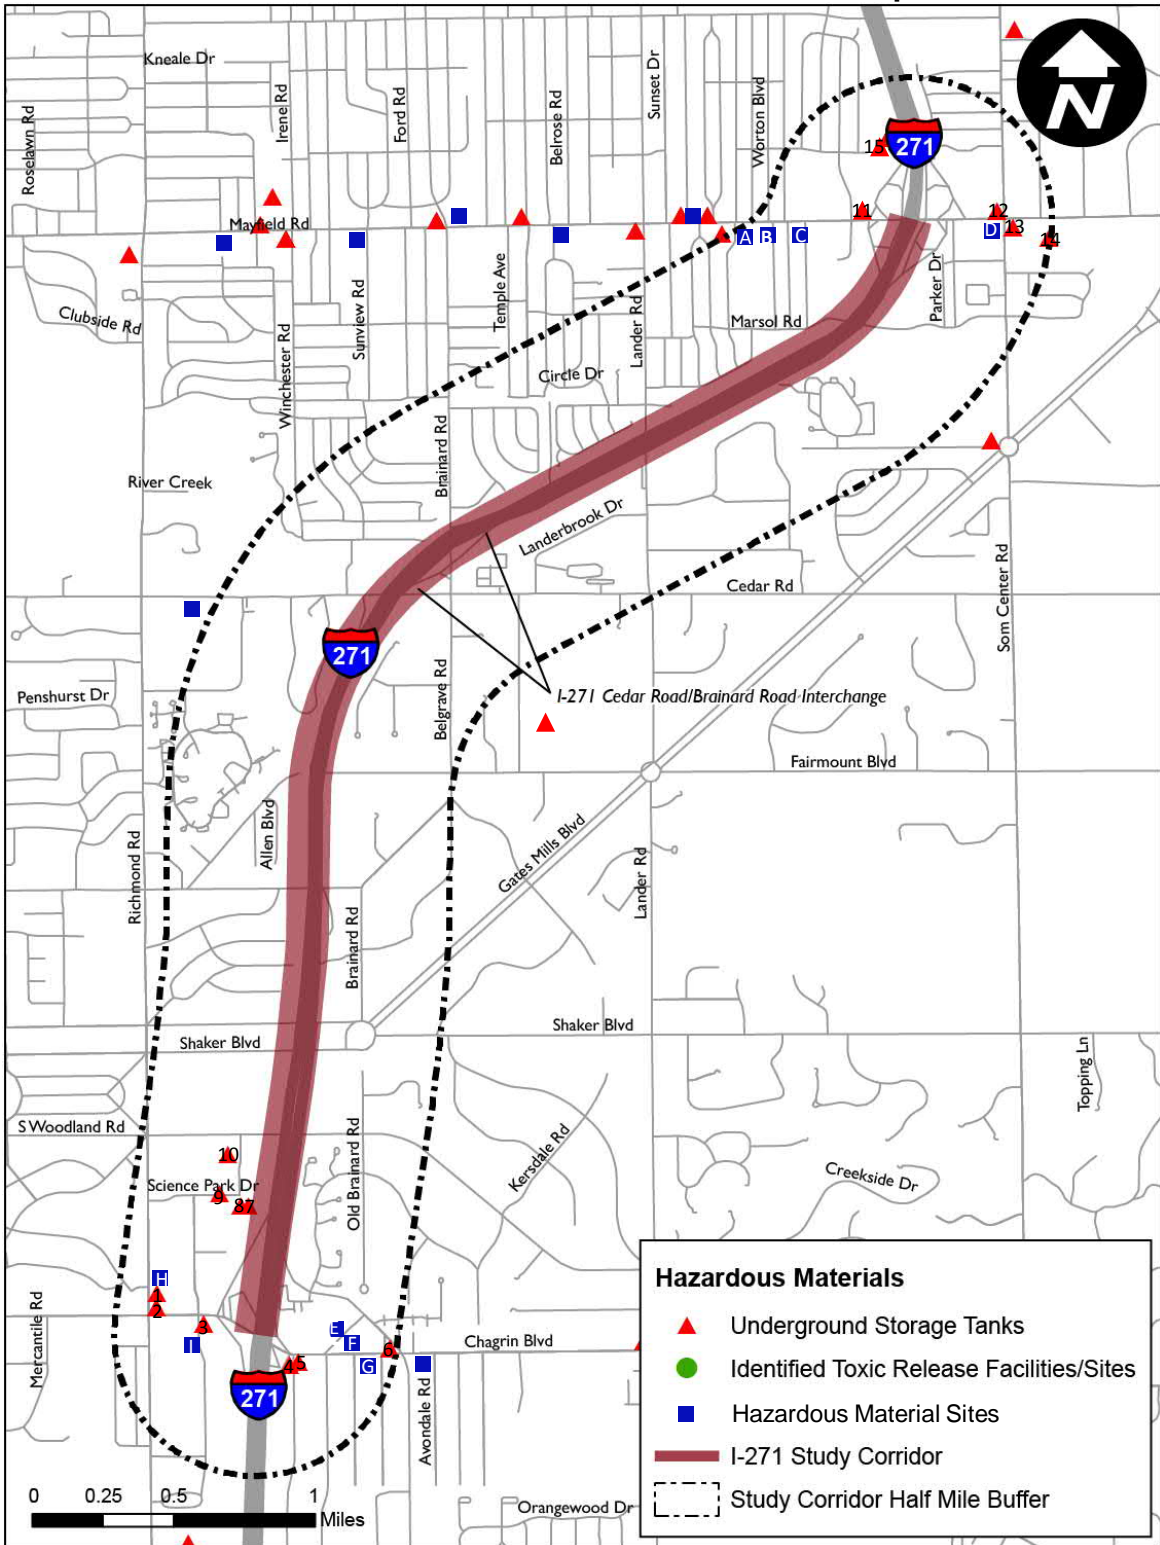 Kneale Dr
Roselawn Rd
Irene Rd
Ford Rd
Belrose Rd
Sunset Dr
Worton Blvd
N
15
271
Mayfield Rd
11
12
A
B
C
D
13
14
Clubside Rd
Winchester Rd
Sunview Rd
Temple Ave
Lander Rd
Marsol Rd
Parker Dr
Circle Dr
Brainard Rd
River Creek
Landerbrook Dr
Cedar Rd
Som Center Rd
271
Penshurst Dr
Belgrave Rd
I-271 Cedar Road/Brainard Road Interchange
Fairmount Blvd
Allen Blvd
Richmond Rd
Gates Mills Blvd
Lander Rd
Brainard Rd
Shaker Blvd
Shaker Blvd
Topping Ln
S Woodland Rd
10
Old Brainard Rd
Kersdale Rd
Science Park Dr
9
87
Creekside Dr
H
1
2
3
I
E
F
G
6
45
Mercantile Rd
Chagrin Blvd
271
Avondale Rd
Orangewood Dr
0 0.25 0.5 1
Miles
Hazardous Materials
Underground Storage Tanks
Identified Toxic Release Facilities/Sites
Hazardous Material Sites
I-271 Study Corridor
Study Corridor Half Mile Buffer